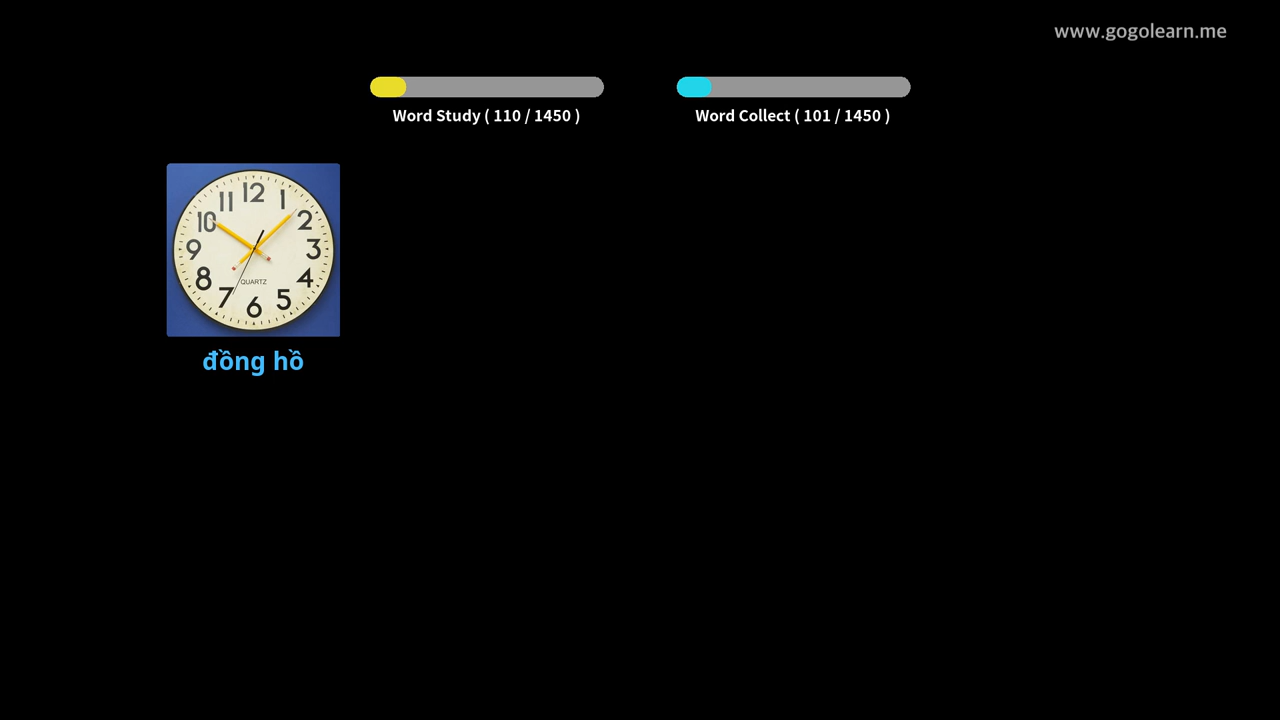 www.gogolearn.me
Word Study ( 110 / 1450 )
Word Collect ( 101 / 1450 )
12
11
1
10
2
9
3
8
4
7
5
6
QUARTZ
đồng hồ